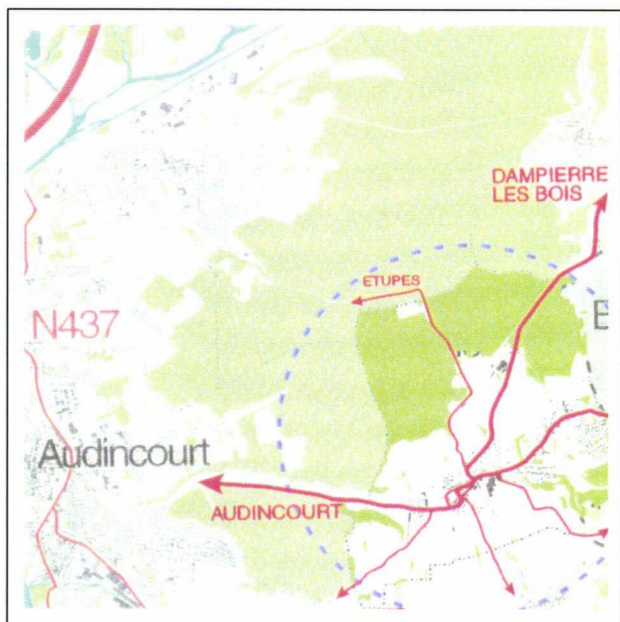 DAMPIERRE
LES BOIS
ETUPES
N437
Audincourt
AUDINCOURT